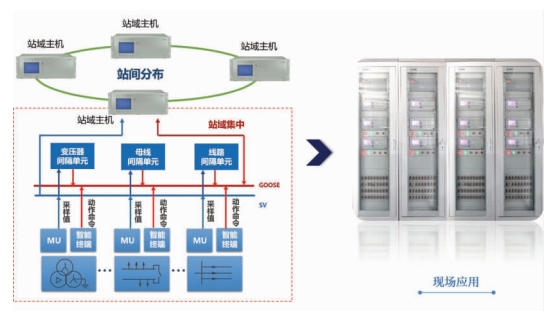 站域主机
站域主机
站域主机
站间分布
站域主机
站域集中
变压器
间隔单元
母线
间隔单元
线路
间隔单元
GOOSE
SV
采样值
动作命令
采样值
动作命令
采样值
动作命令
MU
智能
终端
MU
智能
终端
MU
智能
终端
现场应用